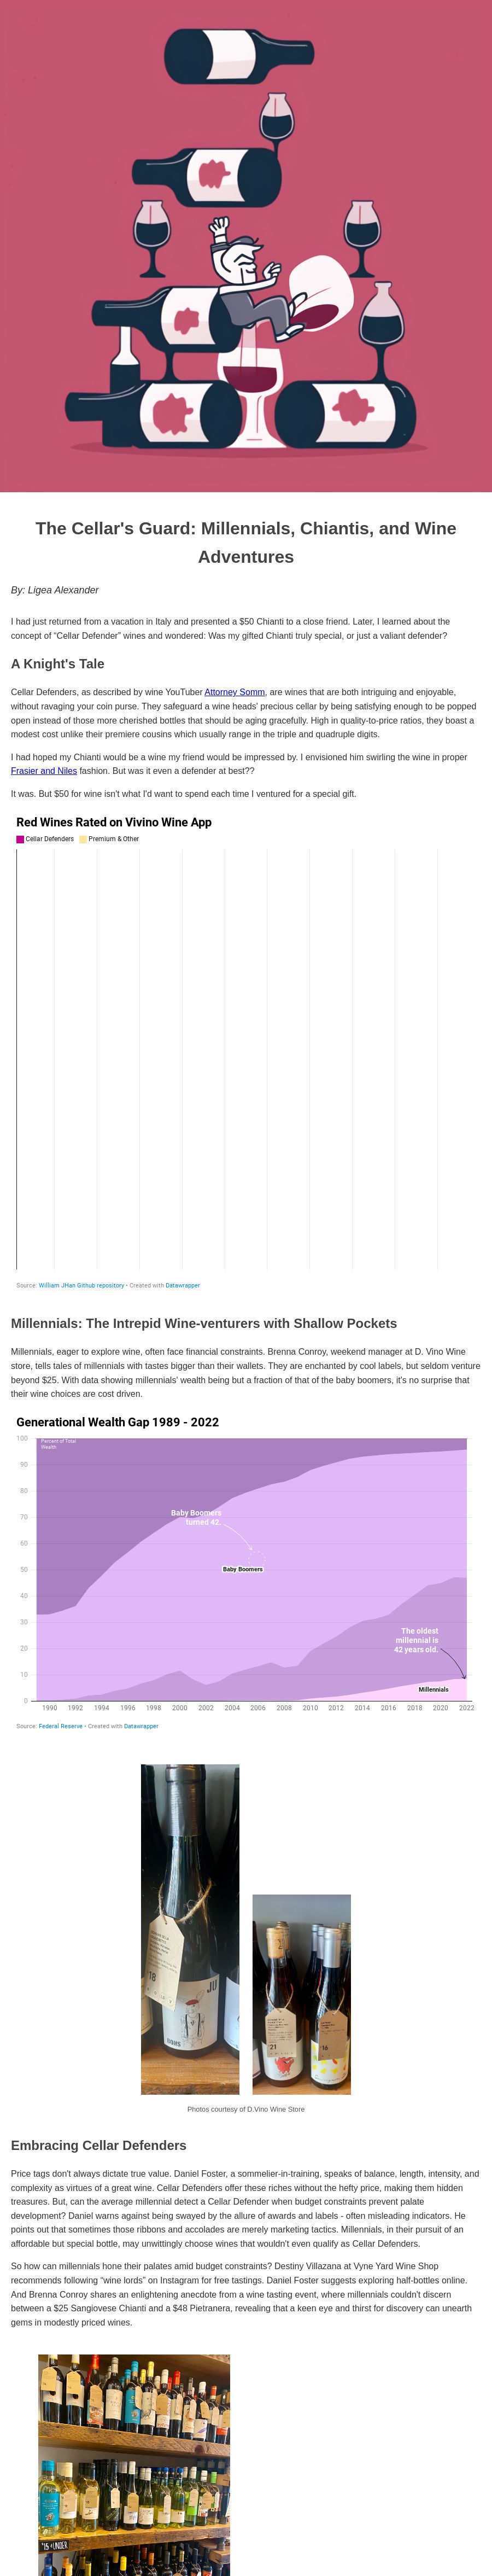 The Cellar's Guard: Millennials, Chiantis, and Wine
Adventures
By: Ligea Alexander
I had just returned from a vacation in Italy and presented a $50 Chianti to a close friend. Later, I learned about the
concept of “Cellar Defender” wines and wondered: Was my gifted Chianti truly special, or just a valiant defender?
A Knight's Tale
Cellar Defenders, as described by wine YouTuber Attorney Somm, are wines that are both intriguing and enjoyable,
without ravaging your coin purse. They safeguard a wine heads' precious cellar by being satisfying enough to be popped
open instead of those more cherished bottles that should be aging gracefully. High in quality-to-price ratios, they boast a
modest cost unlike their premiere cousins which usually range in the triple and quadruple digits.
I had hoped my Chianti would be a wine my friend would be impressed by. I envisioned him swirling the wine in proper
Frasier and Niles fashion. But was it even a defender at best??
It was. But $50 for wine isn't what I'd want to spend each time I ventured for a special gift.
Red Wines Rated on Vivino Wine App
Cellar Defenders Premium & Other
Source: William JHan Github repository • Created with Datawrapper
Millennials: The Intrepid Wine-venturers with Shallow Pockets
Millennials, eager to explore wine, often face financial constraints. Brenna Conroy, weekend manager at D. Vino Wine
store, tells tales of millennials with tastes bigger than their wallets. They are enchanted by cool labels, but seldom venture
beyond $25. With data showing millennials' wealth being but a fraction of that of the baby boomers, it's no surprise that
their wine choices are cost driven.
Generational Wealth Gap 1989 - 2022
100
Percent of Total
Wealth
90
80
70
Baby Boomers
turned 42.
60
50
Baby Boomers
40
30
The oldest
millennial is
42 years old.
20
10
Millennials
0
1990 1992 1994 1996 1998 2000 2002 2004 2006 2008 2010 2012 2014 2016 2018 2020 2022
Source: Federal Reserve • Created with Datawrapper
18
JU
21
16
Photos courtesy of D.Vino Wine Store
Embracing Cellar Defenders
Price tags don't always dictate true value. Daniel Foster, a sommelier-in-training, speaks of balance, length, intensity, and
complexity as virtues of a great wine. Cellar Defenders offer these riches without the hefty price, making them hidden
treasures. But, can the average millennial detect a Cellar Defender when budget constraints prevent palate
development? Daniel warns against being swayed by the allure of awards and labels - often misleading indicators. He
points out that sometimes those ribbons and accolades are merely marketing tactics. Millennials, in their pursuit of an
affordable but special bottle, may unwittingly choose wines that wouldn't even qualify as Cellar Defenders.
So how can millennials hone their palates amid budget constraints? Destiny Villazana at Vyne Yard Wine Shop
recommends following “wine lords” on Instagram for free tastings. Daniel Foster suggests exploring half-bottles online.
And Brenna Conroy shares an enlightening anecdote from a wine tasting event, where millennials couldn't discern
between a $25 Sangiovese Chianti and a $48 Pietranera, revealing that a keen eye and thirst for discovery can unearth
gems in modestly priced wines.
$15 & UNDER